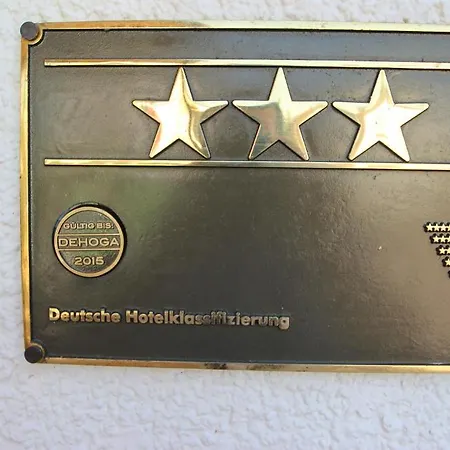 GÜLTIG BIS:
DEHOGA
2015
Deutsche Hotelklassifizierung